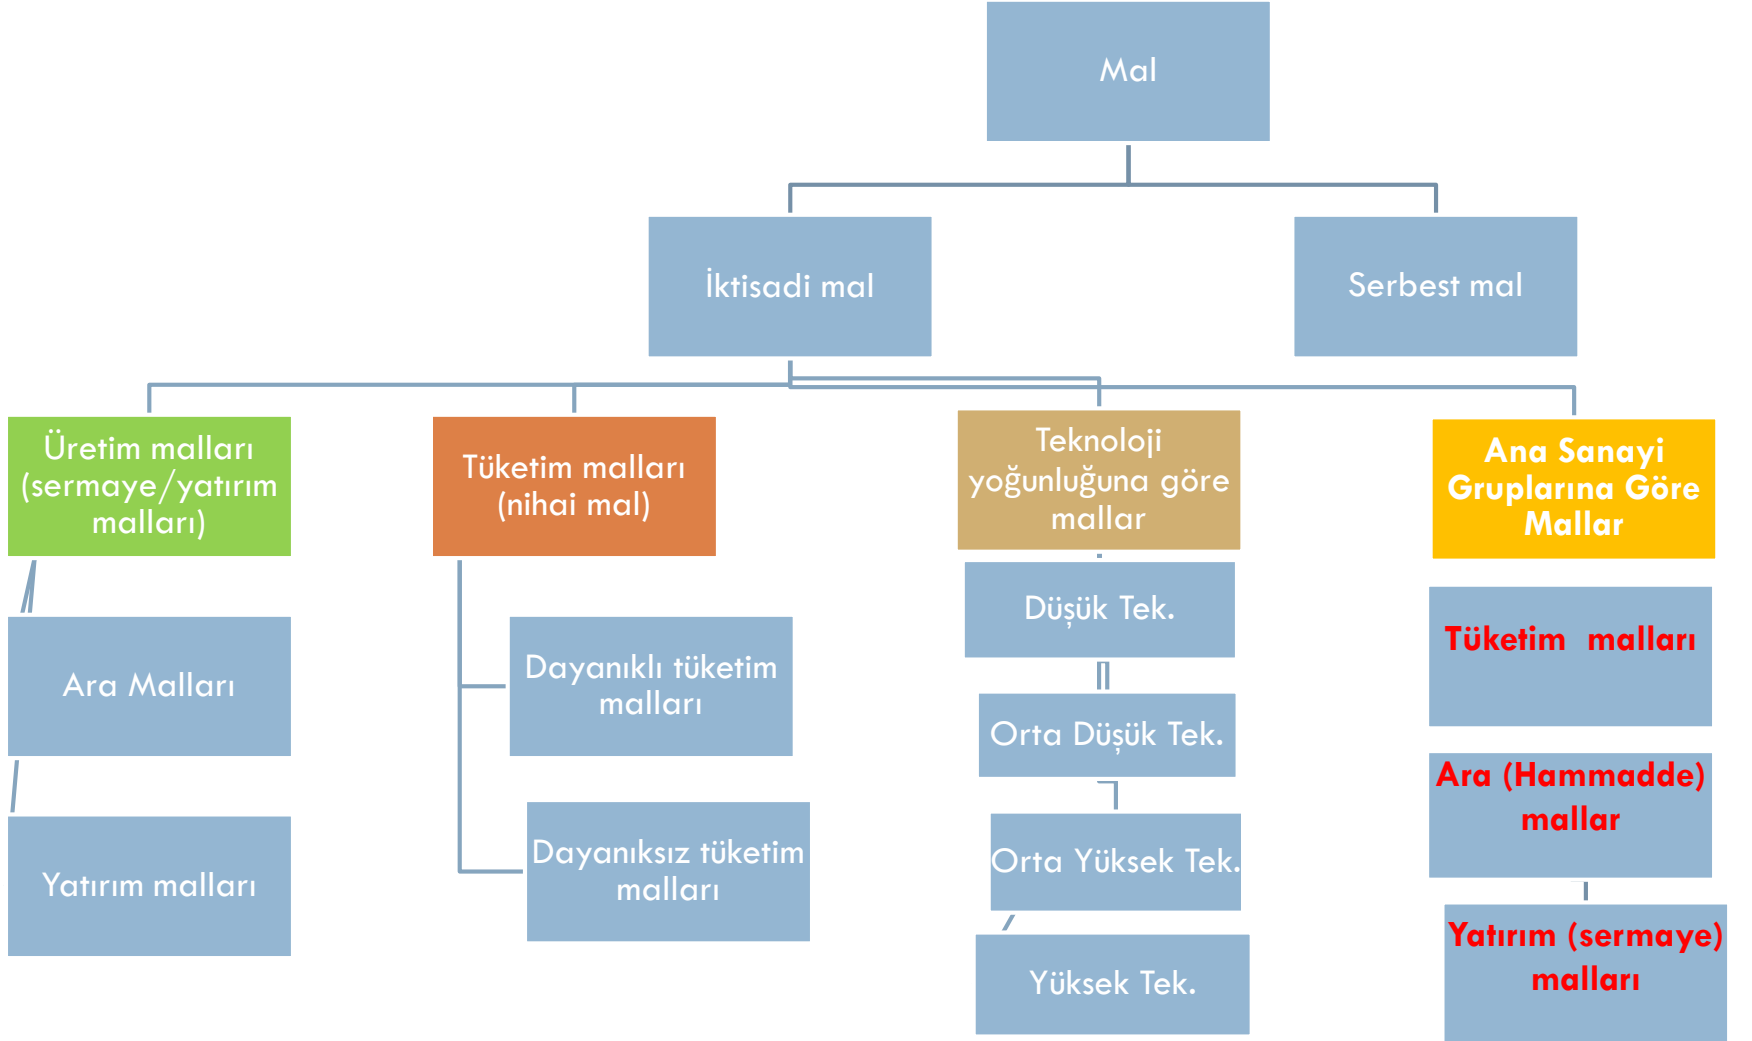 Mal
İktisadi mal
Serbest mal
Üretim malları
(sermaye/yatırım
malları)
Ara Malları
Yatırım malları
Tüketim malları
(nihai mal)
Dayanıklı tüketim
malları
Dayanıksız tüketim
malları
Teknoloji
yoğunluğuna göre
mallar
Düşük Tek.
Orta Düşük Tek.
Orta Yüksek Tek.
Yüksek Tek.
Ana Sanayi
Gruplarına Göre
Mallar
Tüketim malları
Ara (Hammadde)
mallar
Yatırım (sermaye)
malları